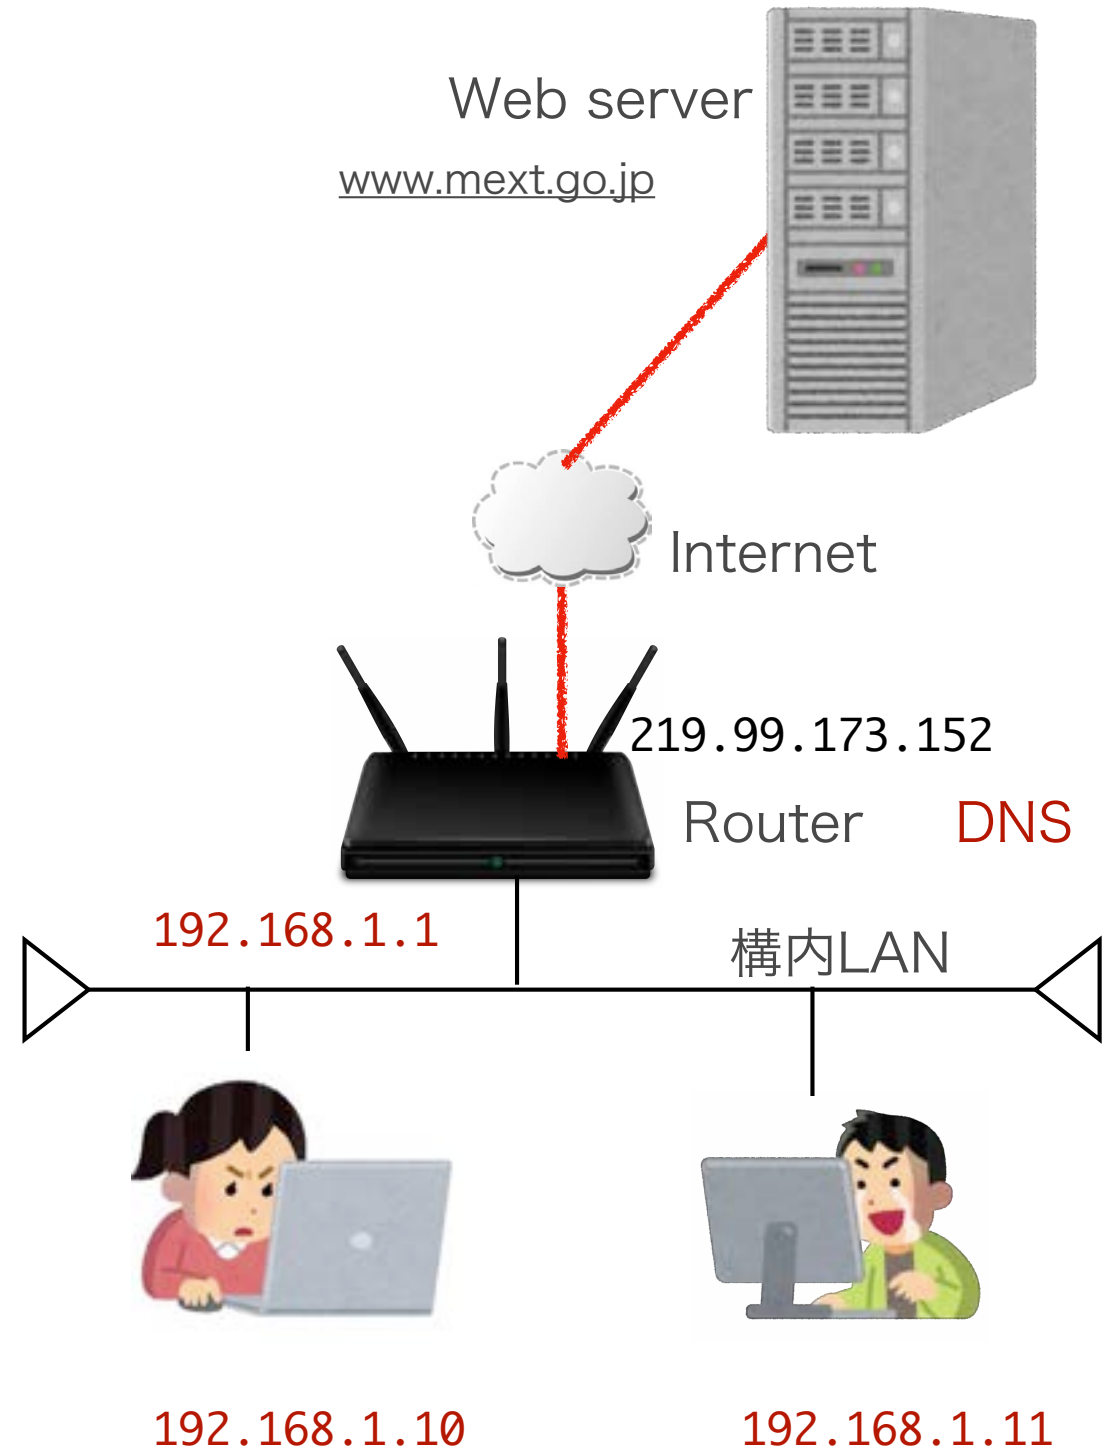 Web server
www.mext.go.jp
Internet
219.99.173.152
Router DNS
192.168.1.1
構内LAN
192.168.1.10
192.168.1.11